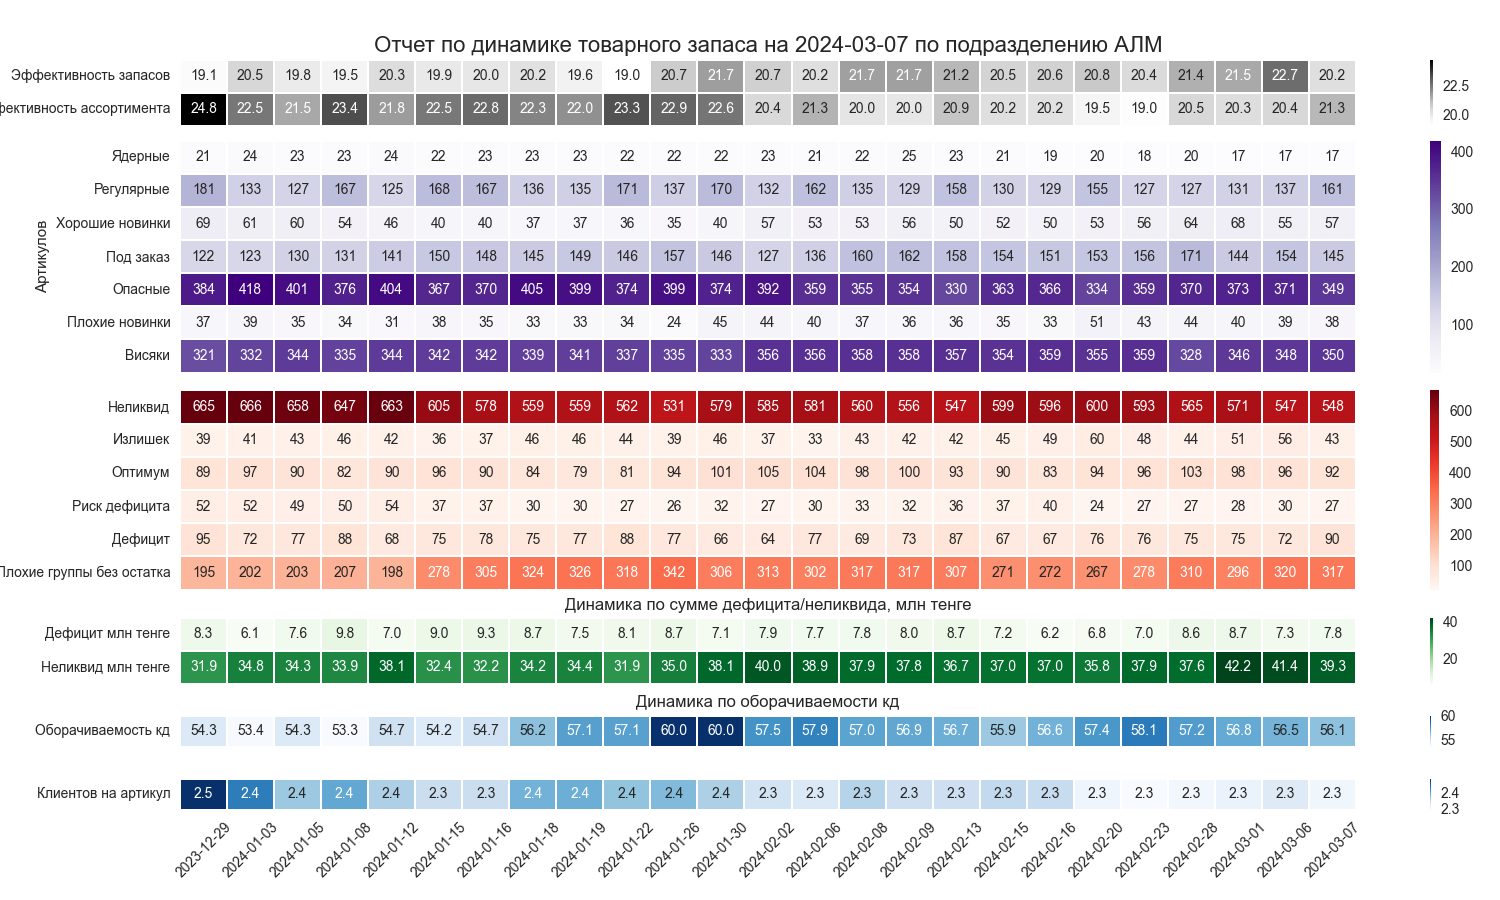 Отчет по динамике товарного запаса на 2024-03-07 по подразделению АЛМ
Эффективность запасов 19.1 20.5 19.8 19.5 20.3 19.9 20.0 20.2 19.6 19.0 20.7 21.7 20.7 20.2 21.7 21.7 21.2 20.5 20.6 20.8 20.4 21.4 21.5 22.7 20.2
фективность ассортимента 24.8 22.5 21.5 23.4 21.8 22.5 22.8 22.3 22.0 23.3 22.9 22.6 20.4 21.3 20.0 20.0 20.9 20.2 20.2 19.5 19.0 20.5 20.3 20.4 21.3
22.5
20.0
Артикулов
Ядерные 21 24 23 23 24 22 23 23 23 22 22 22 23 21 22 25 23 21 19 20 18 20 17 17 17
Регулярные 181 133 127 167 125 168 167 136 135 171 137 170 132 162 135 129 158 130 129 155 127 127 131 137 161
Хорошие новинки 69 61 60 54 46 40 40 37 37 36 35 40 57 53 53 56 50 52 50 53 56 64 68 55 57
Под заказ 122 123 130 131 141 150 148 145 149 146 157 146 127 136 160 162 158 154 151 153 156 171 144 154 145
Опасные 384 418 401 376 404 367 370 405 399 374 399 374 392 359 355 354 330 363 366 334 359 370 373 371 349
Плохие новинки 37 39 35 34 31 38 35 33 33 34 24 45 44 40 37 36 36 35 33 51 43 44 40 39 38
Висяки 321 332 344 335 344 342 342 339 341 337 335 333 356 356 358 358 357 354 359 355 359 328 346 348 350
400
300
200
100
Неликвид 665 666 658 647 663 605 578 559 559 562 531 579 585 581 560 556 547 599 596 600 593 565 571 547 548
Излишек 39 41 43 46 42 36 37 46 46 44 39 46 37 33 43 42 42 45 49 60 48 44 51 56 43
Оптимум 89 97 90 82 90 96 90 84 79 81 94 101 105 104 98 100 93 90 83 94 96 103 98 96 92
Риск дефицита 52 52 49 50 54 37 37 30 30 27 26 32 27 30 33 32 36 37 40 24 27 27 28 30 27
Дефицит 95 72 77 88 68 75 78 75 77 88 77 66 64 77 69 73 87 67 67 76 76 75 75 72 90
Плохие группы без остатка 195 202 203 207 198 278 305 324 326 318 342 306 313 302 317 317 307 271 272 267 278 310 296 320 317
600
500
400
300
200
100
Динамика по сумме дефицита/неликвида, млн тенге
Дефицит млн тенге 8.3 6.1 7.6 9.8 7.0 9.0 9.3 8.7 7.5 8.1 8.7 7.1 7.9 7.7 7.8 8.0 8.7 7.2 6.2 6.8 7.0 8.6 8.7 7.3 7.8
Неликвид млн тенге 31.9 34.8 34.3 33.9 38.1 32.4 32.2 34.2 34.4 31.9 35.0 38.1 40.0 38.9 37.9 37.8 36.7 37.0 37.0 35.8 37.9 37.6 42.2 41.4 39.3
40
20
Динамика по оборачиваемости кд
Оборачиваемость кд 54.3 53.4 54.3 53.3 54.7 54.2 54.7 56.2 57.1 57.1 60.0 60.0 57.5 57.9 57.0 56.9 56.7 55.9 56.6 57.4 58.1 57.2 56.8 56.5 56.1
60
55
Клиентов на артикул 2.5 2.4 2.4 2.4 2.4 2.3 2.3 2.4 2.4 2.4 2.4 2.4 2.3 2.3 2.3 2.3 2.3 2.3 2.3 2.3 2.3 2.3 2.3 2.3 2.3
2.4
2.3
2023-12-29 2024-01-03 2024-01-05 2024-01-08 2024-01-12 2024-01-15 2024-01-16 2024-01-18 2024-01-19 2024-01-22 2024-01-26 2024-01-30 2024-02-02 2024-02-06 2024-02-08 2024-02-09 2024-02-13 2024-02-15 2024-02-16 2024-02-20 2024-02-23 2024-02-28 2024-03-01 2024-03-06 2024-03-07